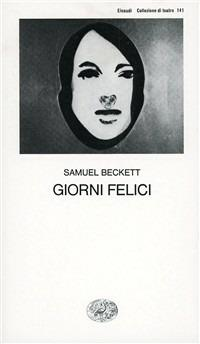 Einaudi Collezione di teatro 141
SAMUEL BECKETT
GIORNI FELICI